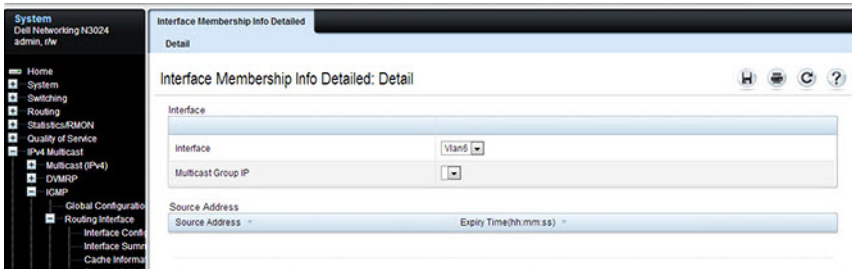 System
Dell Networking N3024
admin, r/w
Home
System
Switching
Routing
Statistics/RMON
Quality of Service
IPv4 Multicast
Multicast (IPv4)
DVMRP
IGMP
Global Configuratio
Routing Interface
Interface Confi
Interface Summ
Cache Informa
Interface Membership Info Detailed
Detail
Interface Membership Info Detailed: Detail
?
Interface
Interface Vlan6
Multicast Group IP
Source Address
Source Address Expiry Time(hh:mm:ss)